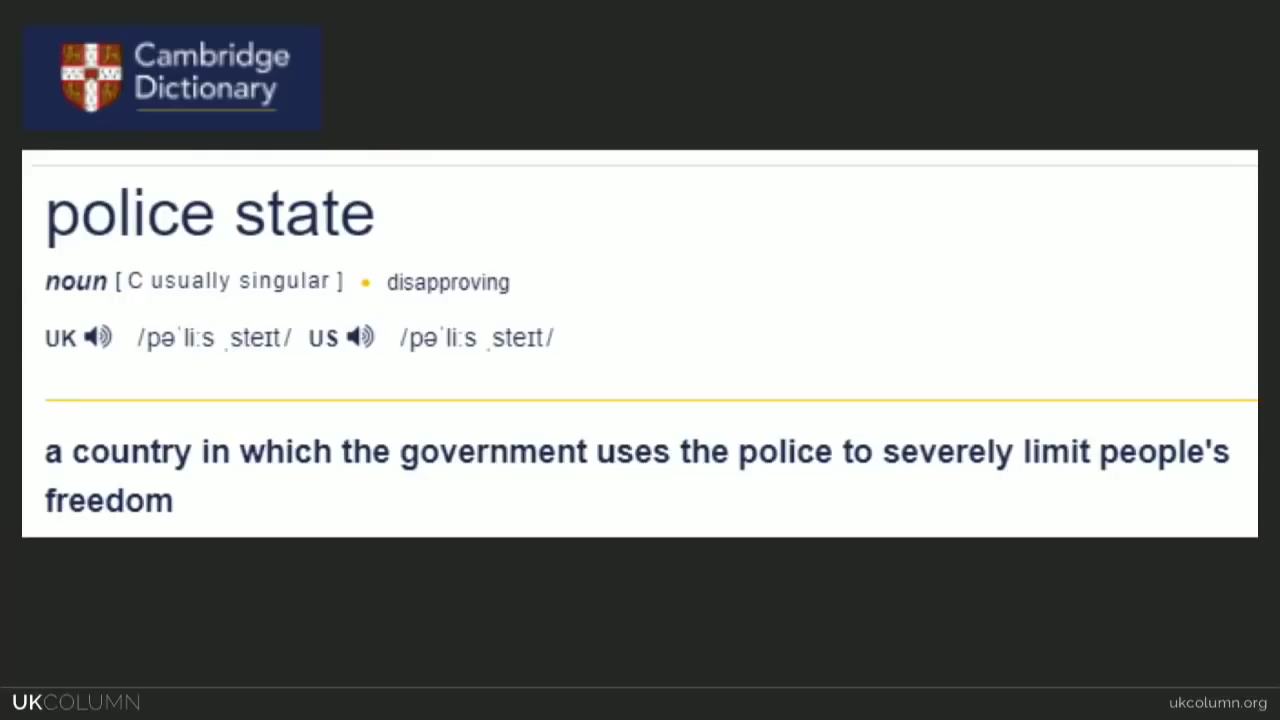 Cambridge
Dictionary
police state
noun [ C usually singular ] • disapproving
UK /pəˈliːs ˌsteɪt/ US /pəˈliːs ˌsteɪt/
a country in which the government uses the police to severely limit people's
freedom
UKCOLUMN ukcolumn.org